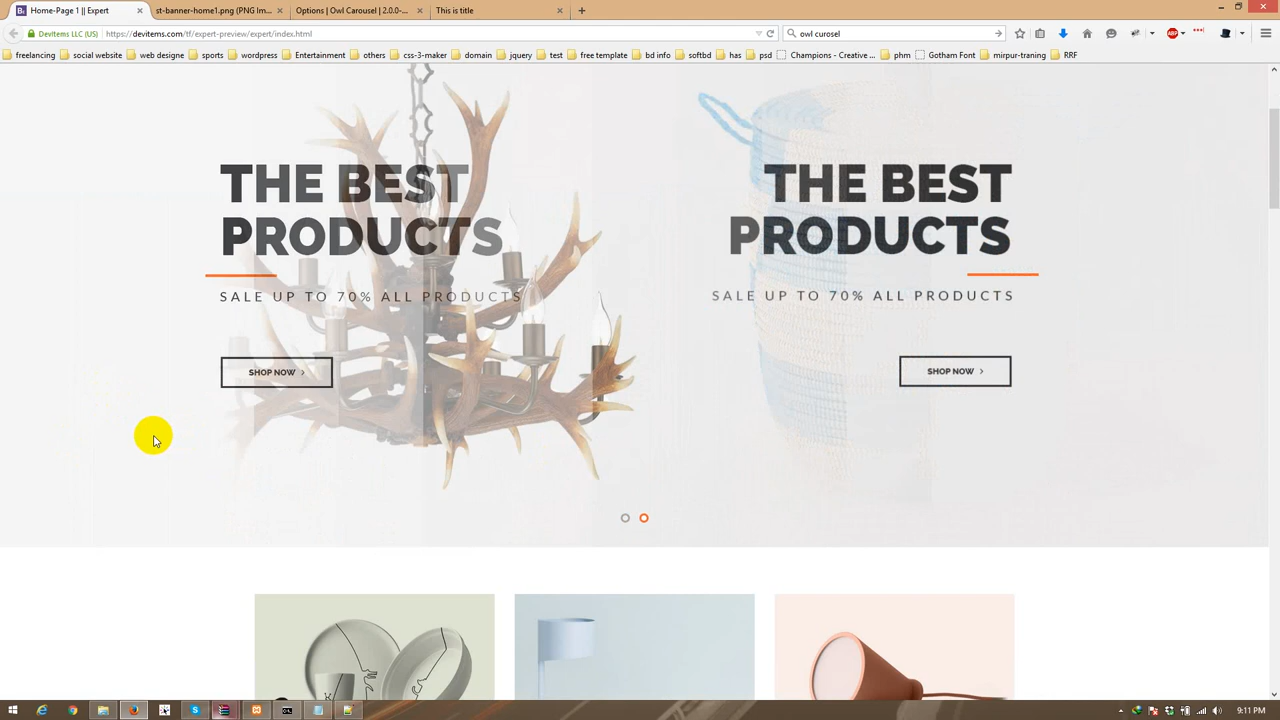 Home-Page 1 || Expert
st-banner-home1.png (PNG Im...
Options | Owl Carousel | 2.0.0-...
This is title
DevItems LLC (US)
https://devitems.com/tf/expert-preview/expert/index.html
owl curosel
ABP
freelancing
social website
web designe
sports
wordpress
Entertainment
others
css-3-maker
domain
jquery
test
free template
bd info
softbd
has
psd
Champions - Creative ...
phm
Gotham Font
mirpur-traning
RRF
THE BEST
PRODUCTS
SALE UP TO 70% ALL PRODUCTS
SHOP NOW >
THE BEST
PRODUCTS
SALE UP TO 70% ALL PRODUCTS
SHOP NOW >
9:11 PM